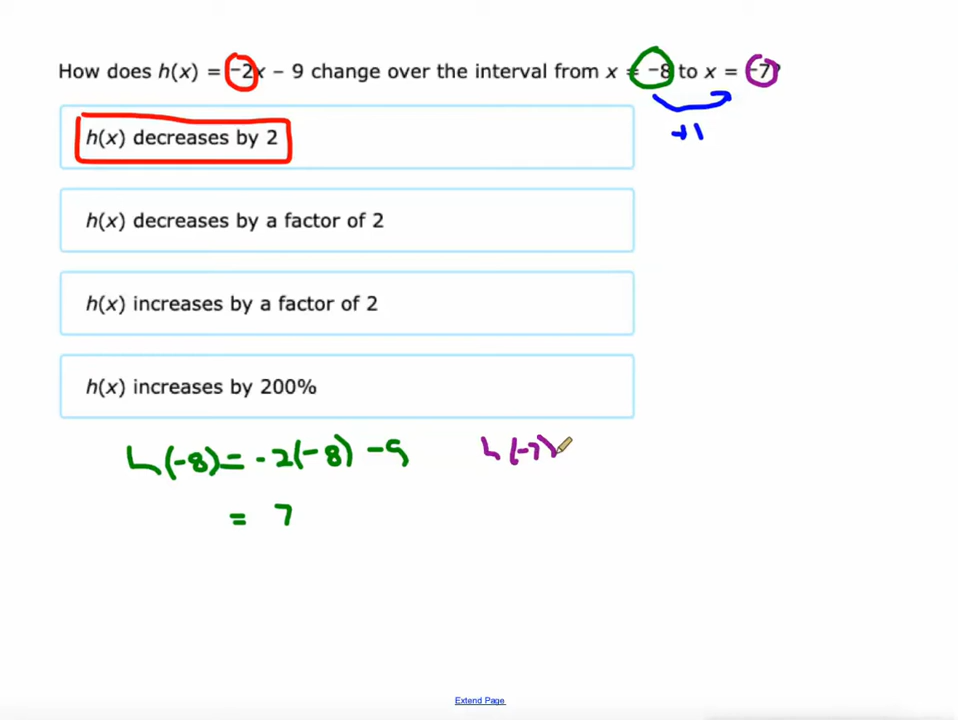 How does h(x) = −2x − 9 change over the interval from x = −8 to x = −7?
+1
h(x) decreases by 2
h(x) decreases by a factor of 2
h(x) increases by a factor of 2
h(x) increases by 200%
h(-8) = -2(-8) -9 h(-7)
= 7
Extend Page